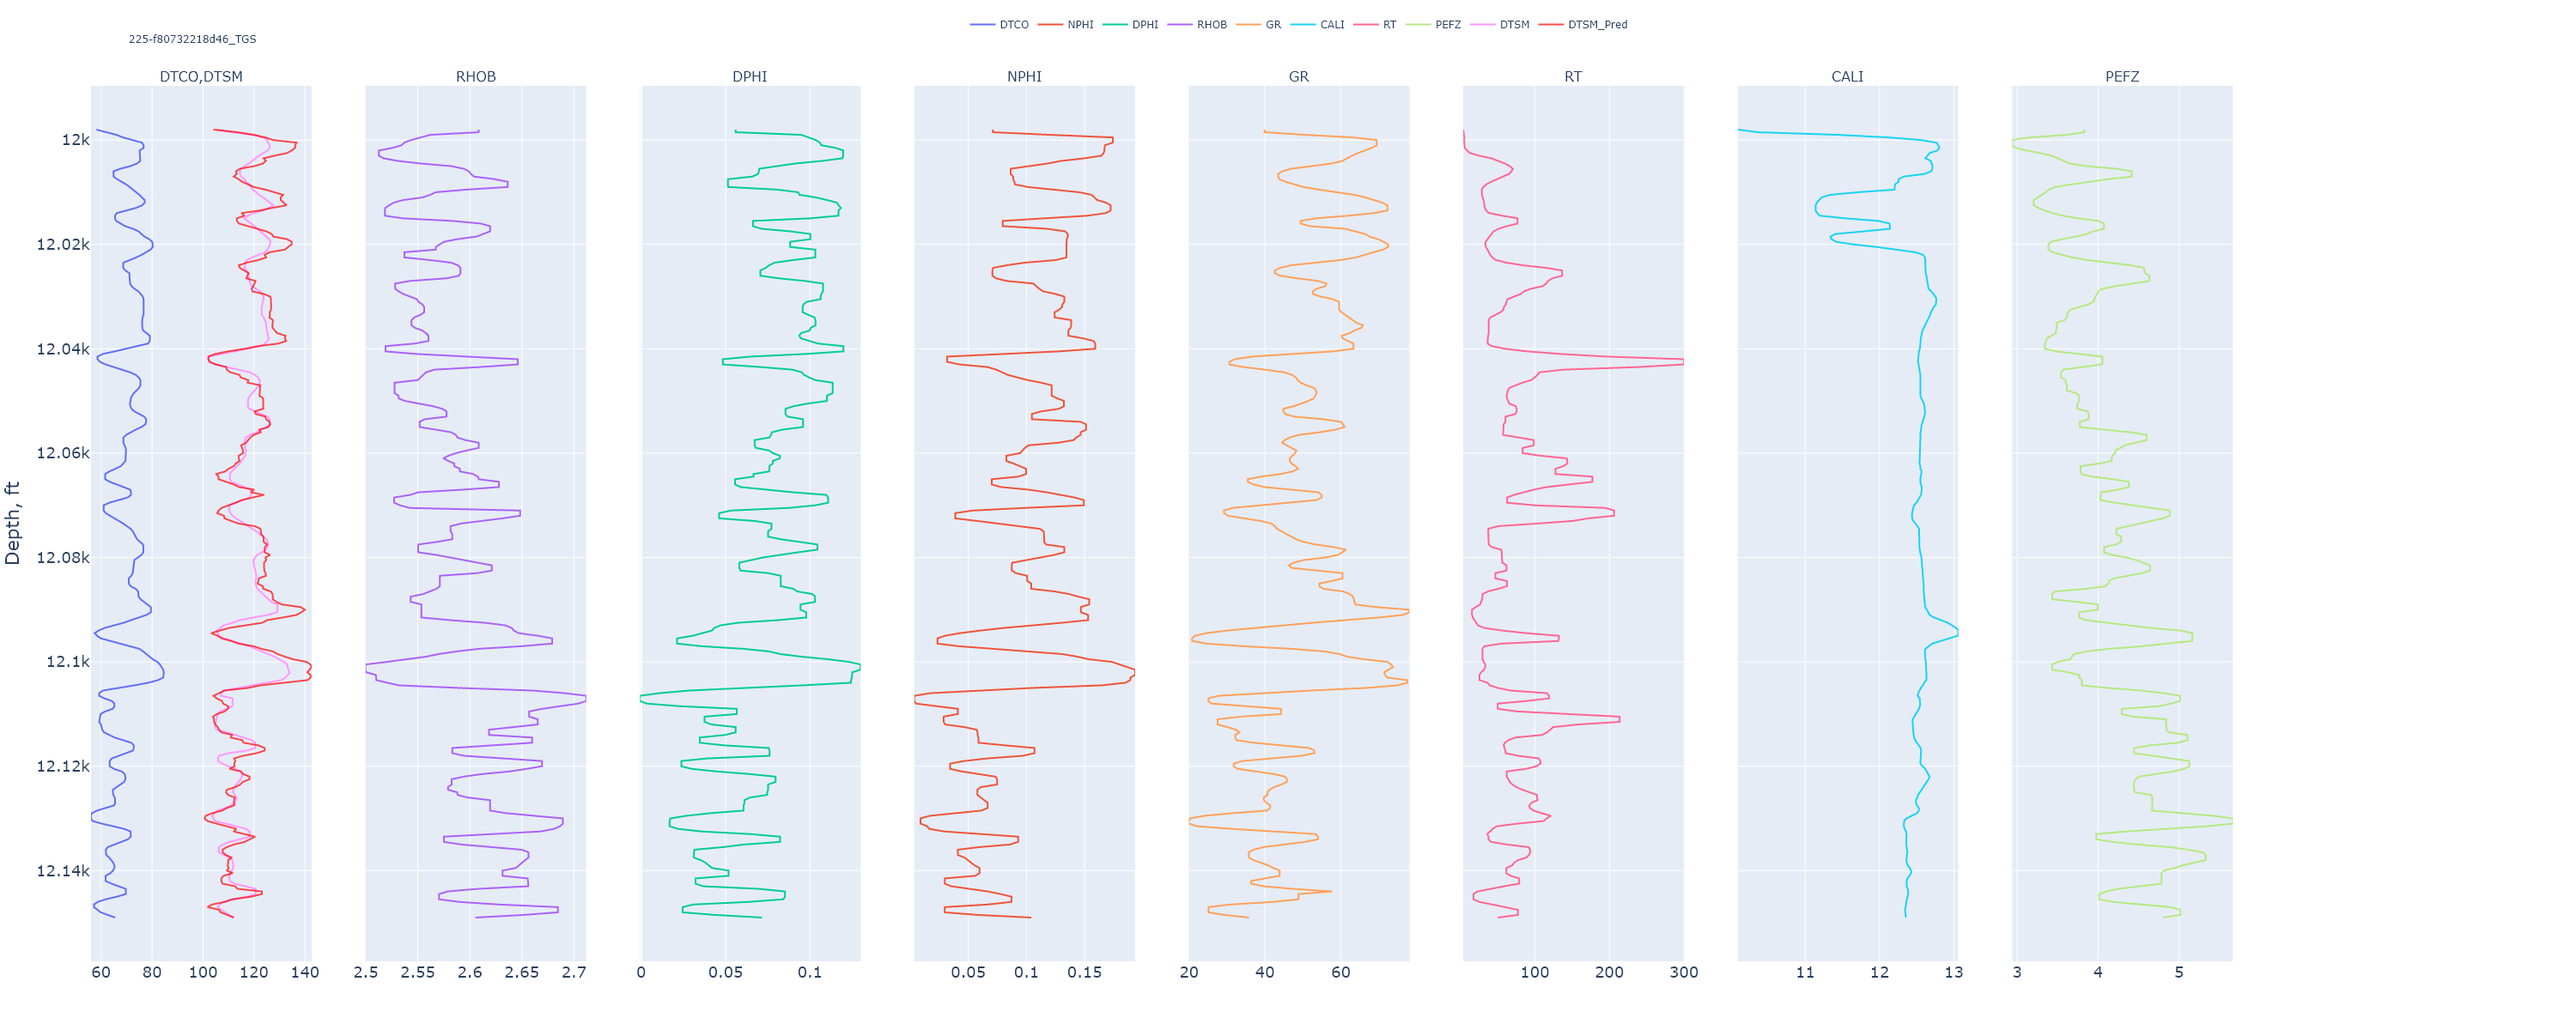 DTCO NPHI DPHI RHOB GR CALI RT PEFZ DTSM DTSM_Pred
225-f80732218d46_TGS
DTCO,DTSM RHOB DPHI NPHI GR RT CALI PEFZ
Depth, ft
12k
12.02k
12.04k
12.06k
12.08k
12.1k
12.12k
12.14k
60 80 100 120 140 2.5 2.55 2.6 2.65 2.7 0 0.05 0.1 0.05 0.1 0.15 20 40 60 100 200 300 11 12 13 3 4 5